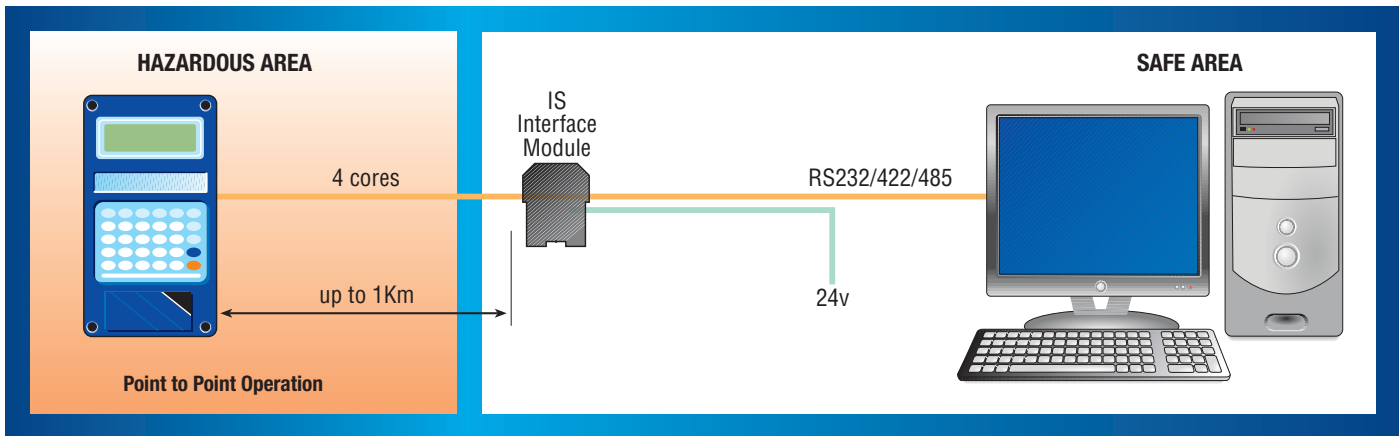 HAZARDOUS AREA
SAFE AREA
IS
Interface
Module
4 cores
RS232/422/485
up to 1Km
24v
Point to Point Operation